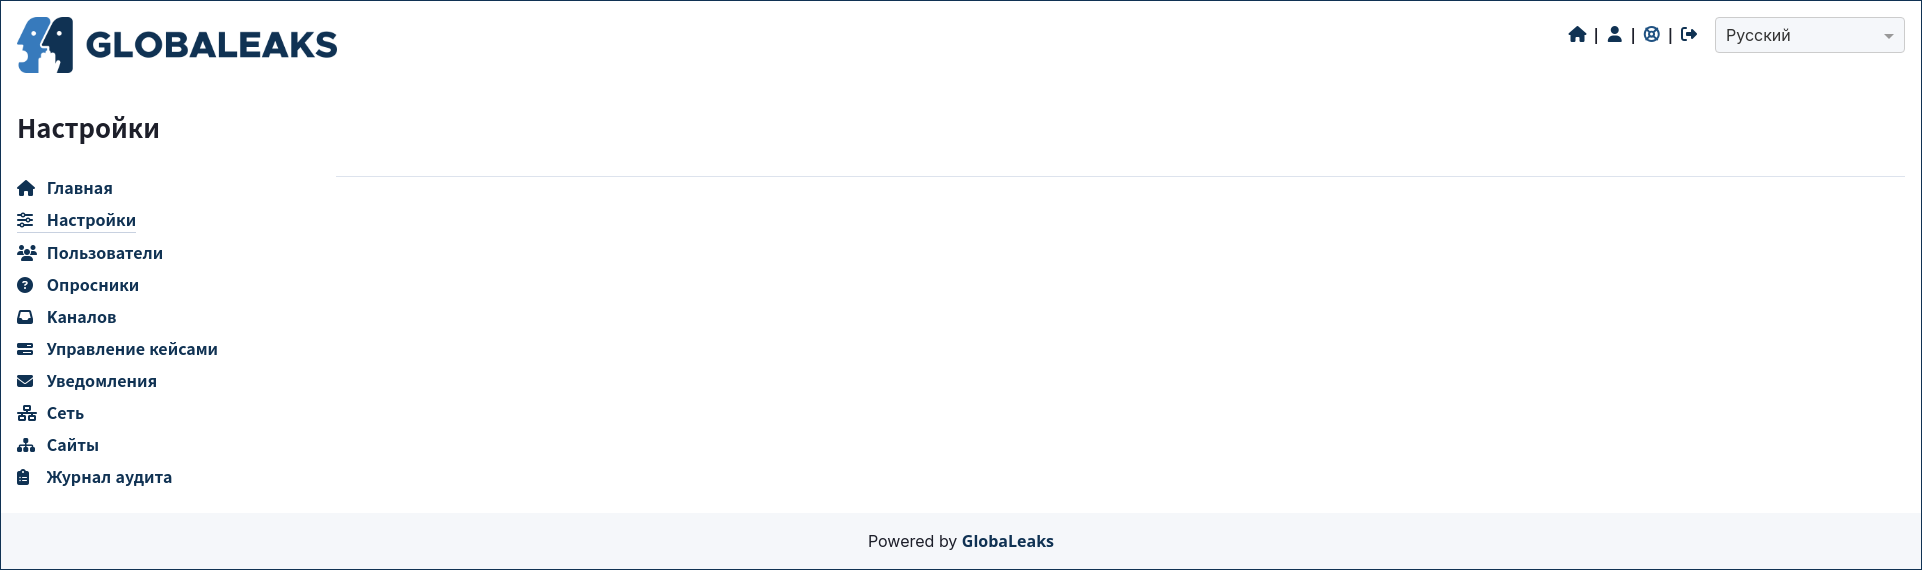 GLOBALEAKS
| | | Русский
Настройки
Главная
Настройки
Пользователи
Опросники
Каналов
Управление кейсами
Уведомления
Сеть
Сайты
Журнал аудита
Powered by GlobaLeaks